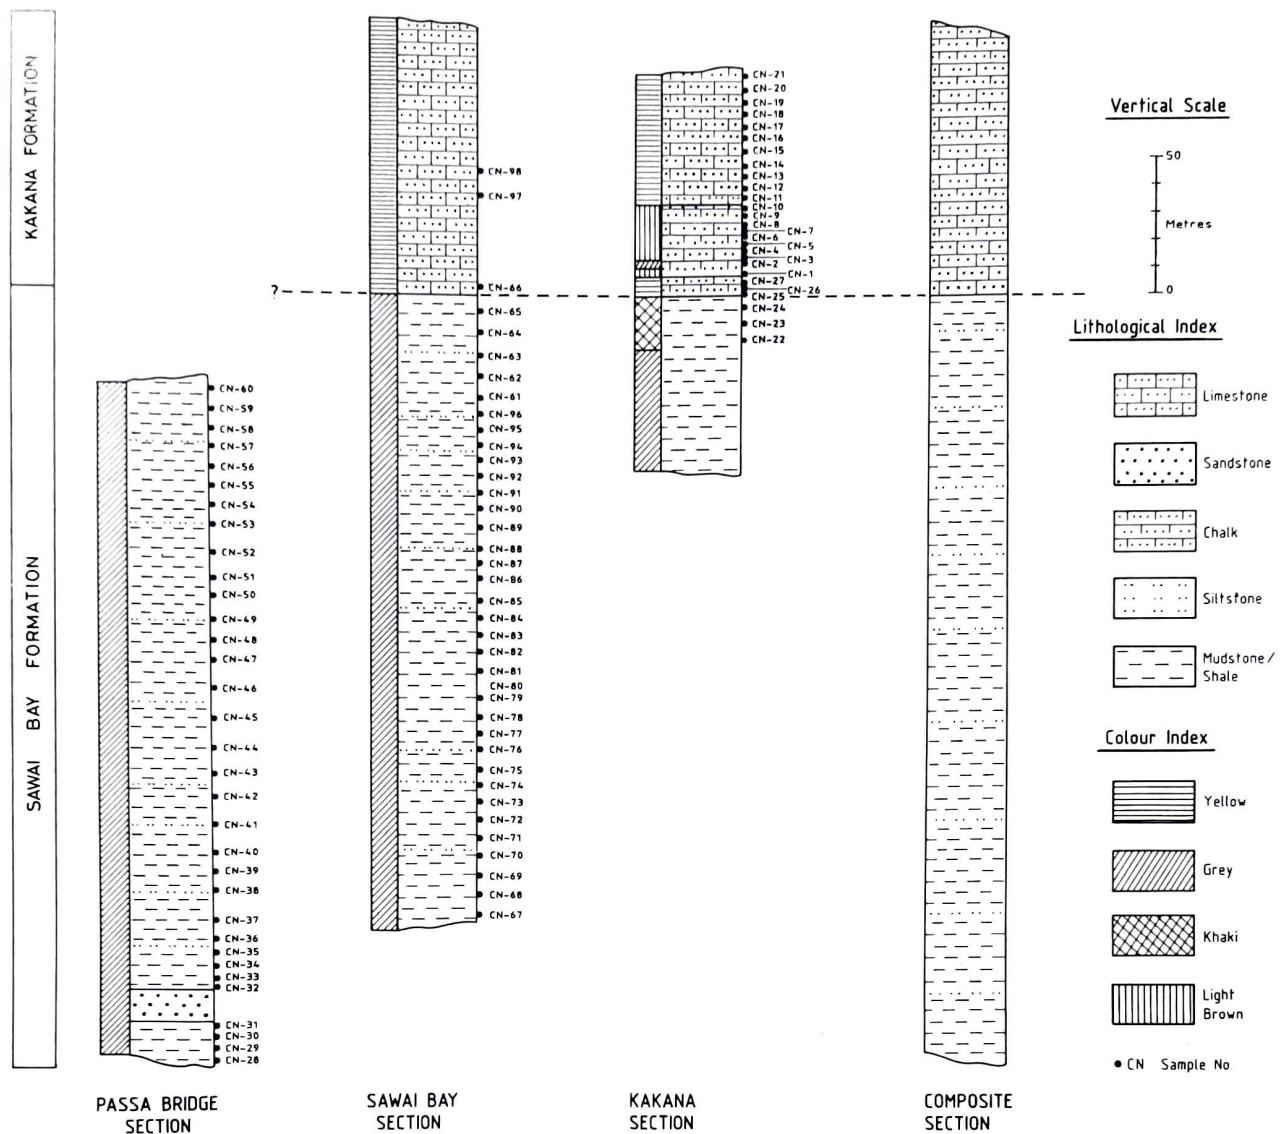 KAKANA FORMATION
SAWAI BAY FORMATION
CN-60
CN-59
CN-58
CN-57
CN-56
CN-55
CN-54
CN-53
CN-52
CN-51
CN-50
CN-49
CN-48
CN-47
CN-46
CN-45
CN-44
CN-43
CN-42
CN-41
CN-40
CN-39
CN-38
CN-37
CN-36
CN-35
CN-34
CN-33
CN-32
CN-31
CN-30
CN-29
CN-28
PASSA BRIDGE
SECTION
?
CN-98
CN-97
CN-66
CN-65
CN-64
CN-63
CN-62
CN-61
CN-96
CN-95
CN-94
CN-93
CN-92
CN-91
CN-90
CN-89
CN-88
CN-87
CN-86
CN-85
CN-84
CN-83
CN-82
CN-81
CN-80
CN-79
CN-78
CN-77
CN-76
CN-75
CN-74
CN-73
CN-72
CN-71
CN-70
CN-69
CN-68
CN-67
SAWAI BAY
SECTION
CN-21
CN-20
CN-19
CN-18
CN-17
CN-16
CN-15
CN-14
CN-13
CN-12
CN-11
CN-10
CN-9
CN-8
CN-7
CN-6
CN-5
CN-4
CN-3
CN-2
CN-1
CN-27
CN-26
CN-25
CN-24
CN-23
CN-22
KAKANA
SECTION
COMPOSITE
SECTION
Vertical Scale
50
Metres
0
Lithological Index
Limestone
Sandstone
Chalk
Siltstone
Mudstone/
Shale
Colour Index
Yellow
Grey
Khaki
Light
Brown
• CN Sample No